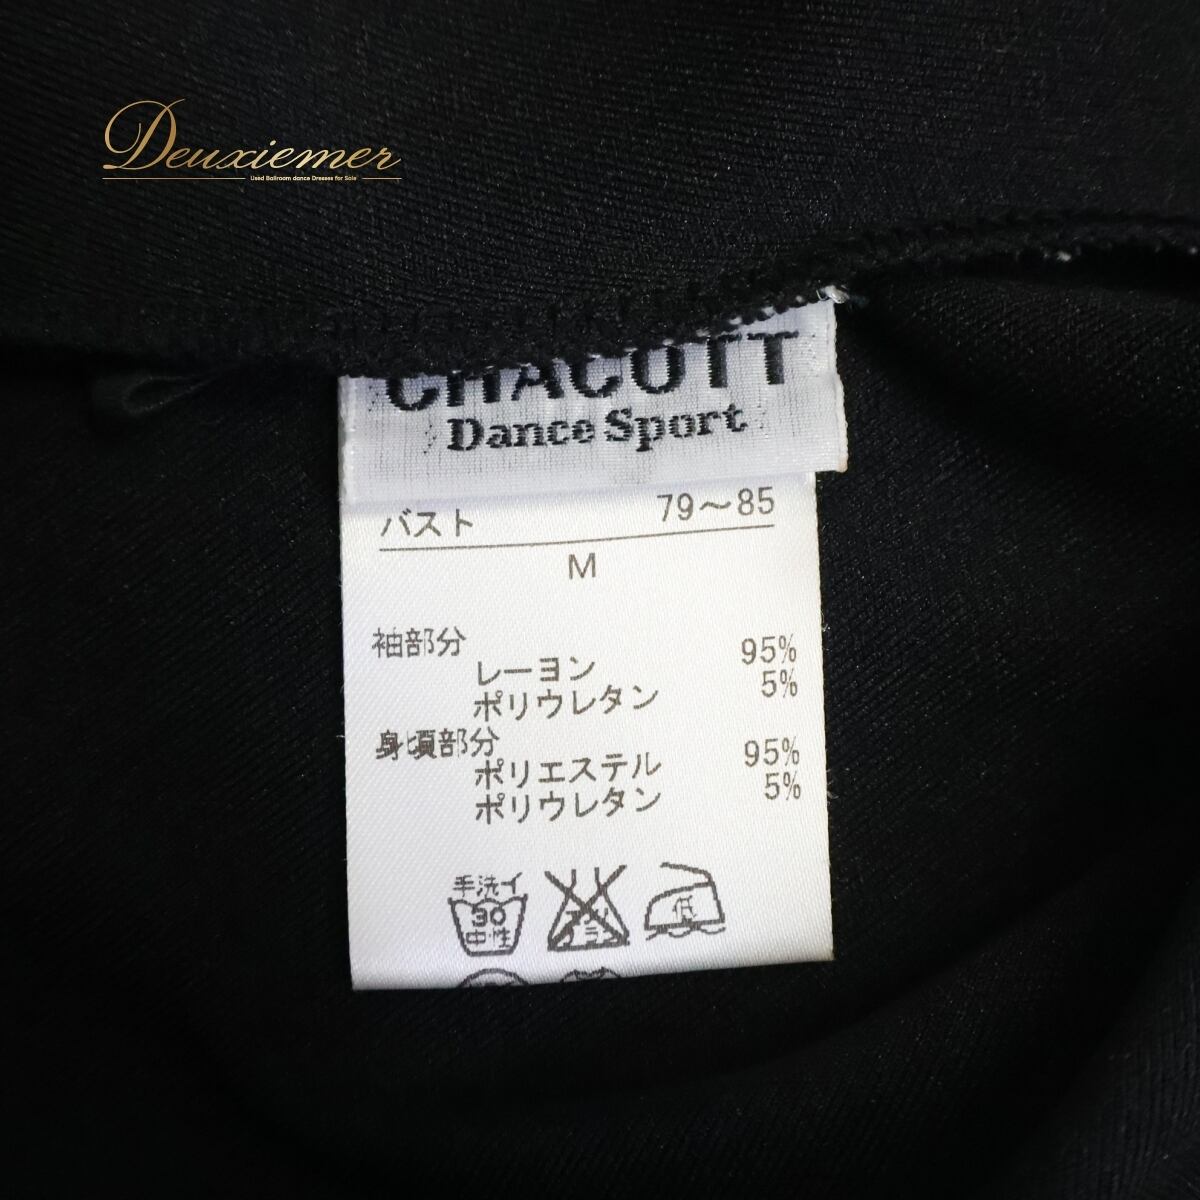 Deuxiemer
Used Ballroom dance Dresses for Sale
CHACOTT
Dance Sport
バスト 79〜85
M
袖部分
レーヨン 95%
ポリウレタン 5%
身頃部分
ポリエステル 95%
ポリウレタン 5%
手洗イ
30
中性
低